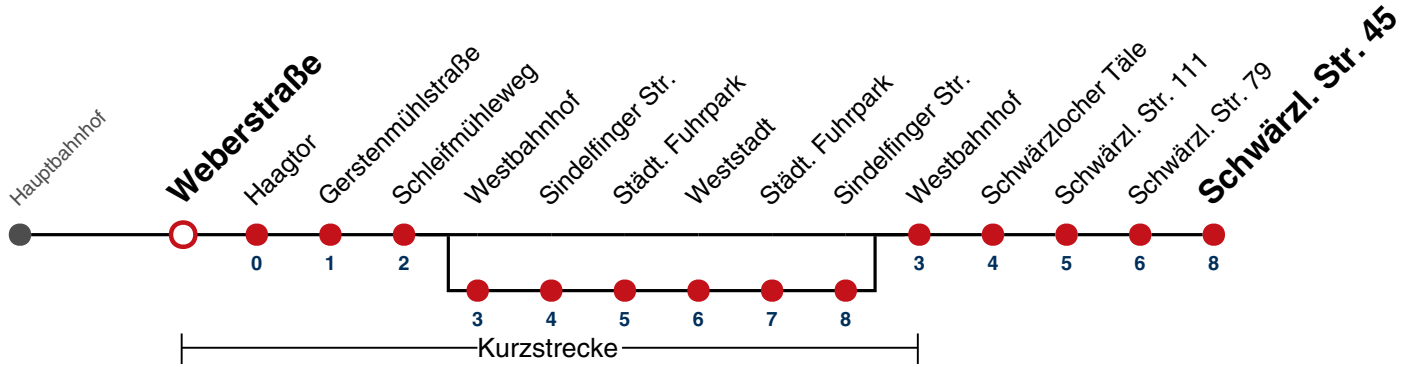 Hauptbahnhof
Weberstraße
Haagtor
Gerstenmühlstraße
Schleifmühleweg
Westbahnhof
Sindelfinger Str.
Städt. Fuhrpark
Weststadt
Städt. Fuhrpark
Sindelfinger Str.
Westbahnhof
Schwärzlocher Täle
Schwärzl. Str. 111
Schwärzl. Str. 79
Schwärzl. Str. 45
0 1 2 3 4 5 6 8
3 4 5 6 7 8
Kurzstrecke